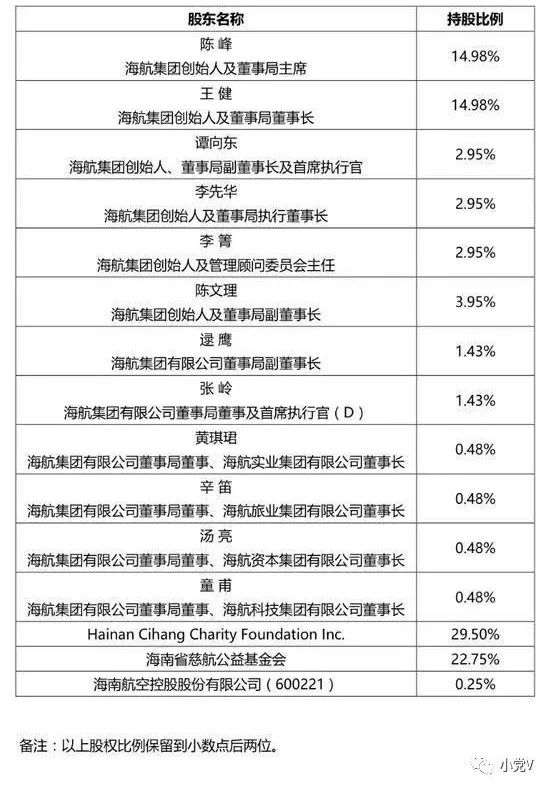 股东名称 持股比例
陈 峰
海航集团创始人及董事局主席
14.98%
王 健
海航集团创始人及董事局董事长
14.98%
谭向东
海航集团创始人、董事局副董事长及首席执行官
2.95%
李先华
海航集团创始人及董事局执行董事长
2.95%
李 箐
海航集团创始人及管理顾问委员会主任
2.95%
陈文理
海航集团创始人及董事局副董事长
3.95%
逯 鹰
海航集团有限公司董事局副董事长
1.43%
张 岭
海航集团有限公司董事局董事及首席执行官(D)
1.43%
黄琪珺
海航集团有限公司董事局董事、海航实业集团有限公司董事长
0.48%
辛 笛
海航集团有限公司董事局董事、海航旅业集团有限公司董事长
0.48%
汤 亮
海航集团有限公司董事局董事、海航资本集团有限公司董事长
0.48%
童 甫
海航集团有限公司董事局董事、海航科技集团有限公司董事长
0.48%
Hainan Cihang Charity Foundation Inc. 29.50%
海南省慈航公益基金会 22.75%
海南航空控股股份有限公司(600221) 0.25%
备注:以上股权比例保留到小数点后两位。
小党V